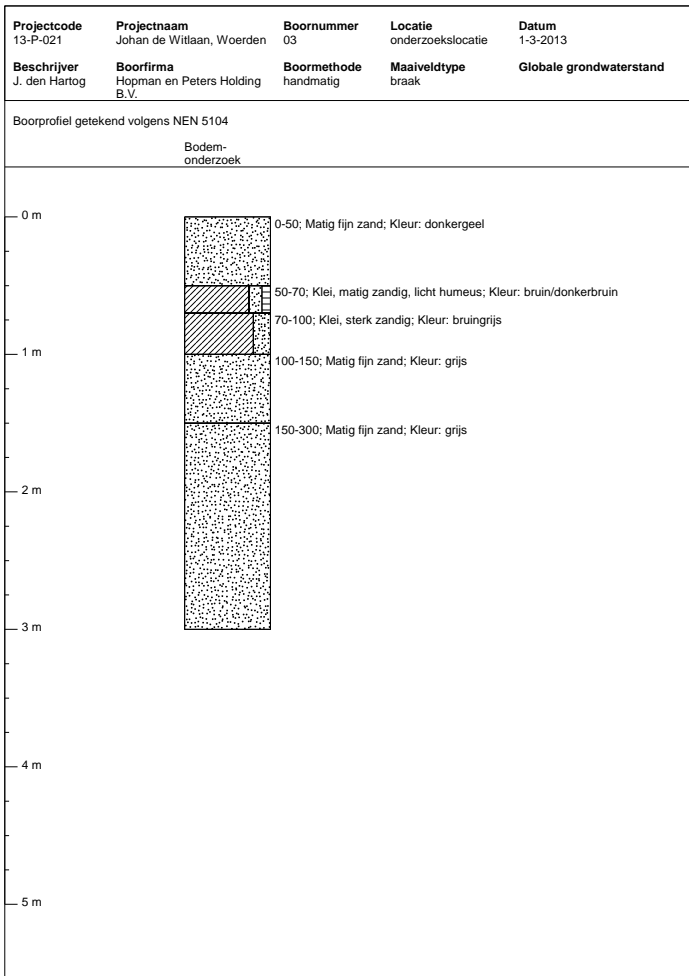 Projectcode Projectnaam Boornummer Locatie Datum
13-P-021 Johan de Witlaan, Woerden 03 onderzoekslocatie 1-3-2013
Beschrijver Boorfirma Boormethode Maaiveldtype Globale grondwaterstand
J. den Hartog Hopman en Peters Holding handmatig braak
B.V.
Boorprofiel getekend volgens NEN 5104
Bodem-
onderzoek
0 m
0-50; Matig fijn zand; Kleur: donkergeel
50-70; Klei, matig zandig, licht humeus; Kleur: bruin/donkerbruin
70-100; Klei, sterk zandig; Kleur: bruingrijs
1 m
100-150; Matig fijn zand; Kleur: grijs
150-300; Matig fijn zand; Kleur: grijs
2 m
3 m
4 m
5 m